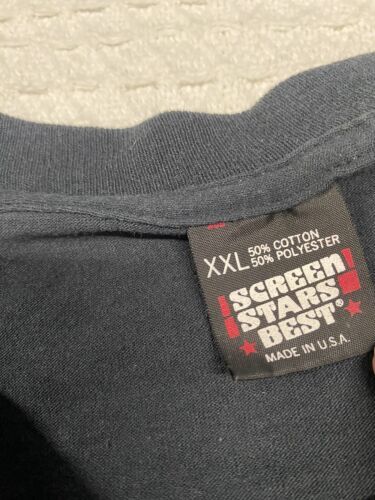 XXL 50% COTTON
50% POLYESTER
SCREEN
STARS
BEST®
MADE IN U.S.A.